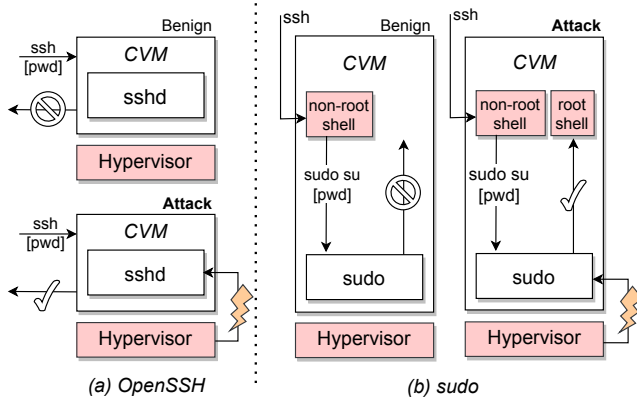 Benign
ssh
[pwd]
CVM
sshd
Hypervisor
Attack
ssh
[pwd]
CVM
sshd
Hypervisor
(a) OpenSSH
ssh
Benign
CVM
non-root
shell
sudo su
[pwd]
sudo
Hypervisor
ssh
Attack
CVM
non-root
shell
root
shell
sudo su
[pwd]
sudo
Hypervisor
(b) sudo